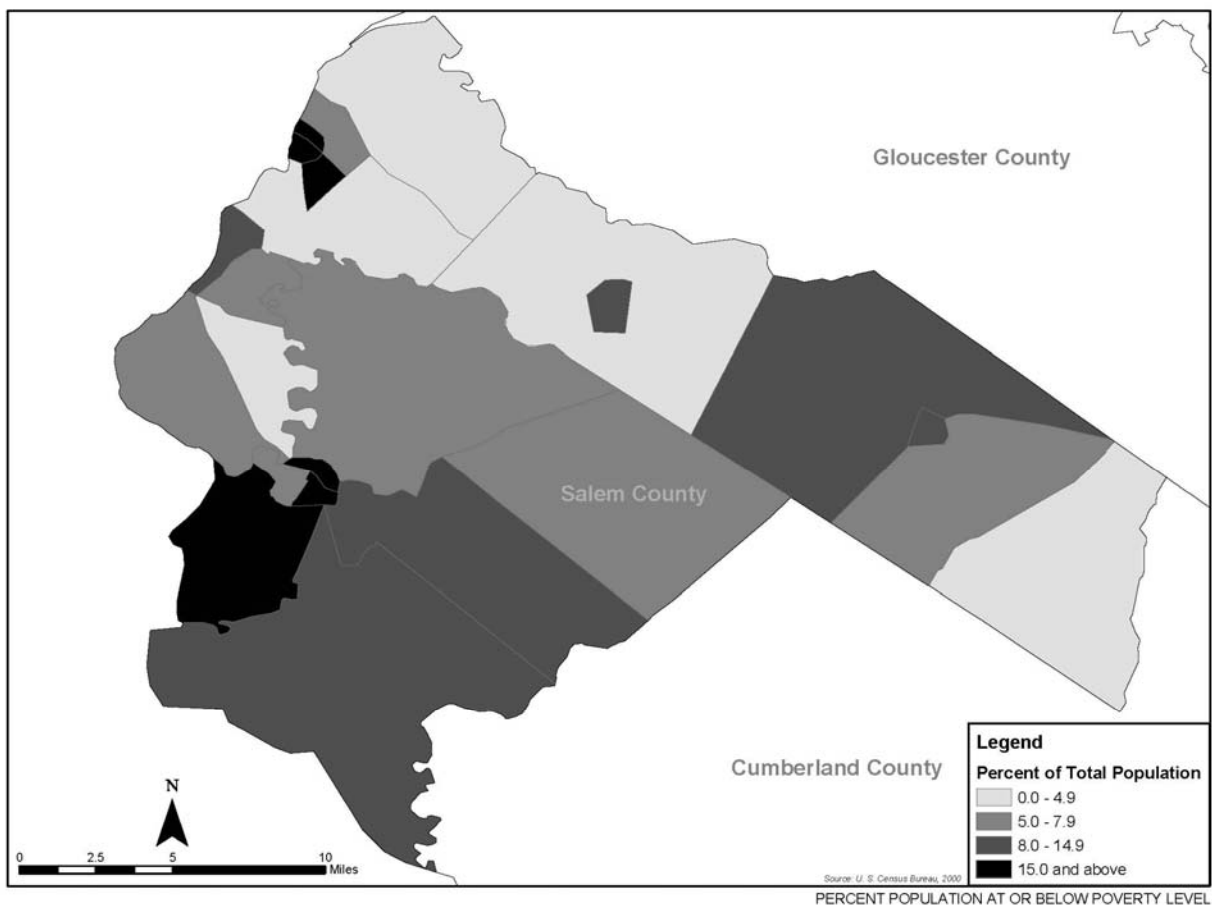 Gloucester County
Salem County
Cumberland County
N
0 2.5 5 10
Miles
Legend
Percent of Total Population
0.0 - 4.9
5.0 - 7.9
8.0 - 14.9
15.0 and above
Source: U. S. Census Bureau, 2000
PERCENT POPULATION AT OR BELOW POVERTY LEVEL